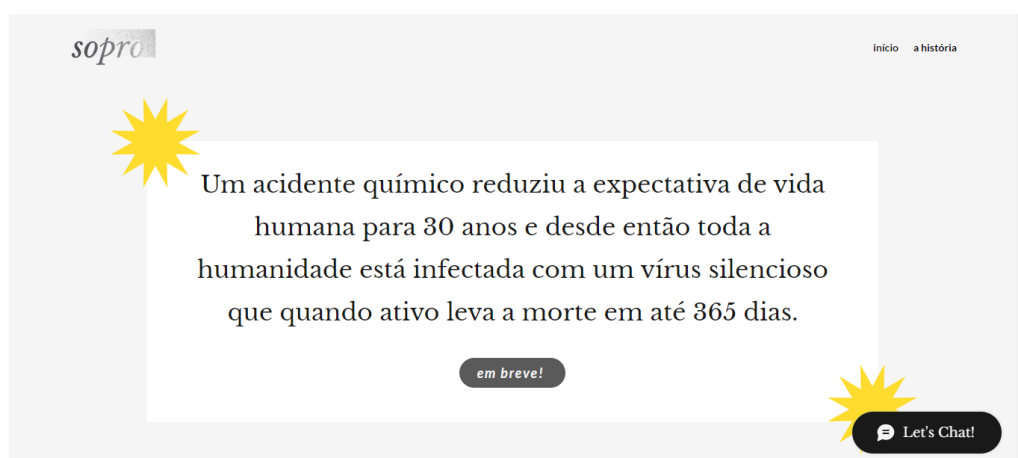 sopro
início a história
Um acidente químico reduziu a expectativa de vida
humana para 30 anos e desde então toda a
humanidade está infectada com um vírus silencioso
que quando ativo leva a morte em até 365 dias.
em breve!
Let's Chat!